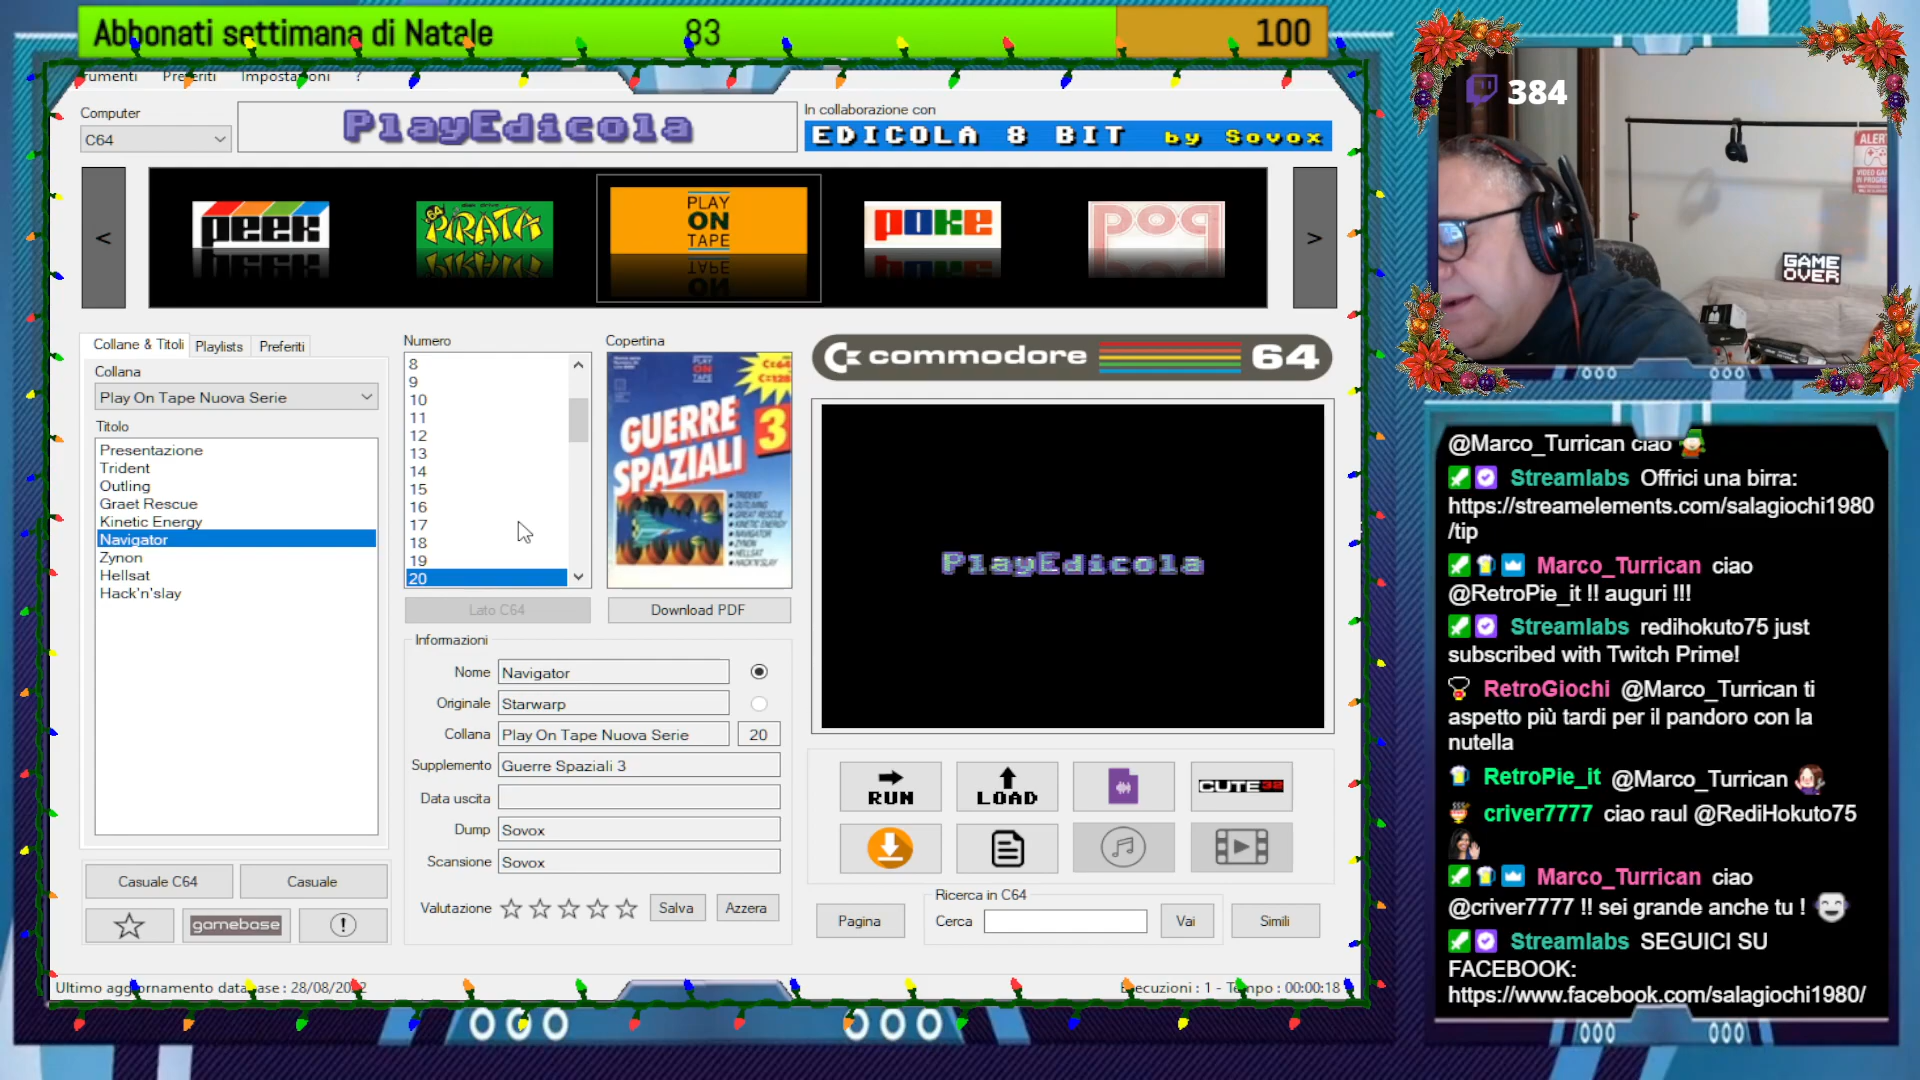 Abbonati settimana di Natale 83 100
Preferiti Impostazioni ?
Computer
C64
PlayEdicola
In collaborazione con
EDICOLA 8 BIT by Sovox
<
peek
64 PIRATA
PLAY
ON
TAPE
POKE
pop
>
Collane & Titoli Playlists Preferiti
Collana
Play On Tape Nuova Serie
Titolo
Presentazione
Trident
Outling
Graet Rescue
Kinetic Energy
Navigator
Zynon
Hellsat
Hack'n'slay
Numero
8
9
10
11
12
13
14
15
16
17
18
19
20
Lato C64
Copertina
PLAY
ON
TAPE
GUERRE
SPAZIALI 3
Download PDF
commodore 64
PlayEdicola
Informazioni
Nome Navigator
Originale Starwarp
Collana Play On Tape Nuova Serie 20
Supplemento Guerre Spaziali 3
Data uscita
Dump Sovox
Scansione Sovox
Valutazione Salva Azzera
RUN
LOAD
CUTE32
Casuale C64 Casuale
gamebase
Pagina
Ricerca in C64
Cerca Vai Simili
Ultimo aggiornamento database : 28/08/2022
Esecuzioni : 1 - Tempo : 00:00:18
384
GAME
OVER
@Marco_Turrican ciao
Streamlabs Offrici una birra:
https://streamelements.com/salagiochi1980
/tip
Marco_Turrican ciao
@RetroPie_it !! auguri !!!
Streamlabs redihokuto75 just
subscribed with Twitch Prime!
RetroGiochi @Marco_Turrican ti
aspetto più tardi per il pandoro con la
nutella
RetroPie_it @Marco_Turrican
criver7777 ciao raul @RediHokuto75
Marco_Turrican ciao
@criver7777 !! sei grande anche tu !
Streamlabs SEGUICI SU
FACEBOOK:
https://www.facebook.com/salagiochi1980/